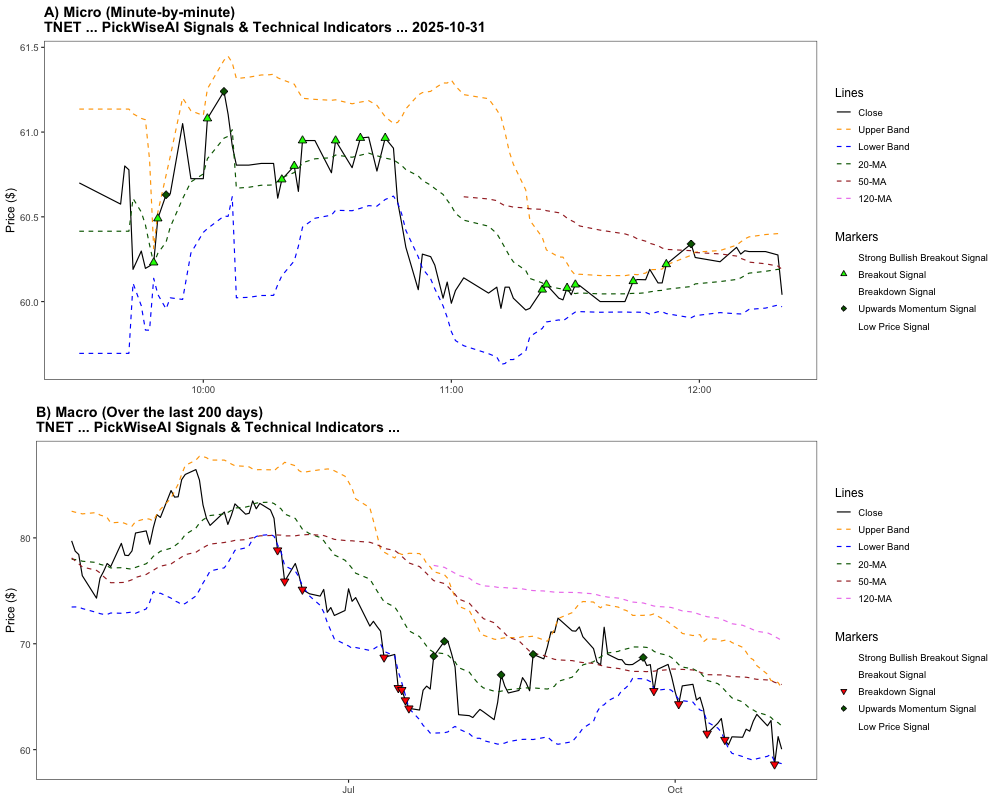 A) Micro (Minute-by-minute)
TNET ... PickWiseAI Signals & Technical Indicators ... 2025-10-31
61.5
61.0
60.5
60.0
Price ($)
10:00
11:00
12:00
Lines
Close
Upper Band
Lower Band
20-MA
50-MA
120-MA
Markers
Strong Bullish Breakout Signal
Breakout Signal
Breakdown Signal
Upwards Momentum Signal
Low Price Signal
B) Macro (Over the last 200 days)
TNET ... PickWiseAI Signals & Technical Indicators ...
80
70
60
Price ($)
Jul
Oct
Lines
Close
Upper Band
Lower Band
20-MA
50-MA
120-MA
Markers
Strong Bullish Breakout Signal
Breakout Signal
Breakdown Signal
Upwards Momentum Signal
Low Price Signal